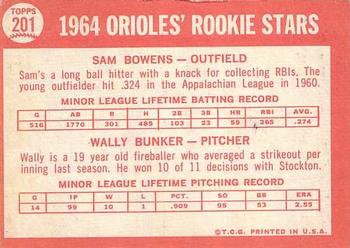 TOPPS
201
1964 ORIOLES' ROOKIE STARS
SAM BOWENS — OUTFIELD
Sam's a long ball hitter with a knack for collecting RBIs. The
young outfielder hit .324 in the Appalachian League in 1960.
MINOR LEAGUE LIFETIME BATTING RECORD
G AB R H 2B 3B HR RBI AVG.
516 1770 301 485 103 23 59 265 .274
WALLY BUNKER — PITCHER
Wally is a 19 year old fireballer who averaged a strikeout per
inning last season. He won 10 of 11 decisions with Stockton.
MINOR LEAGUE LIFETIME PITCHING RECORD
G IP W L PCT. SO BB ERA
14 99 10 1 .909 95 53 2.55
©T.C.G. PRINTED IN U.S.A.